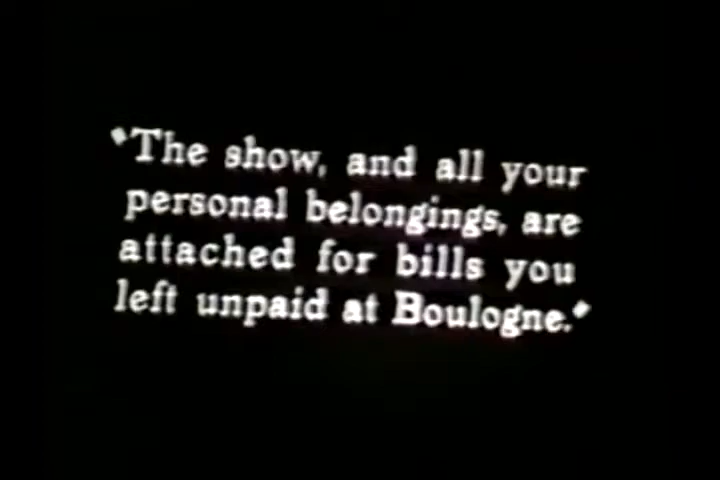 "The show, and all your
personal belongings, are
attached for bills you
left unpaid at Boulogne."